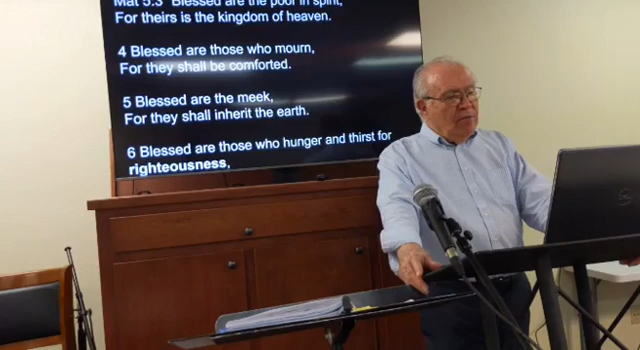 Mat 5:3 Blessed are the poor in spirit,
For theirs is the kingdom of heaven.
4 Blessed are those who mourn,
For they shall be comforted.
5 Blessed are the meek,
For they shall inherit the earth.
6 Blessed are those who hunger and thirst for
righteousness,